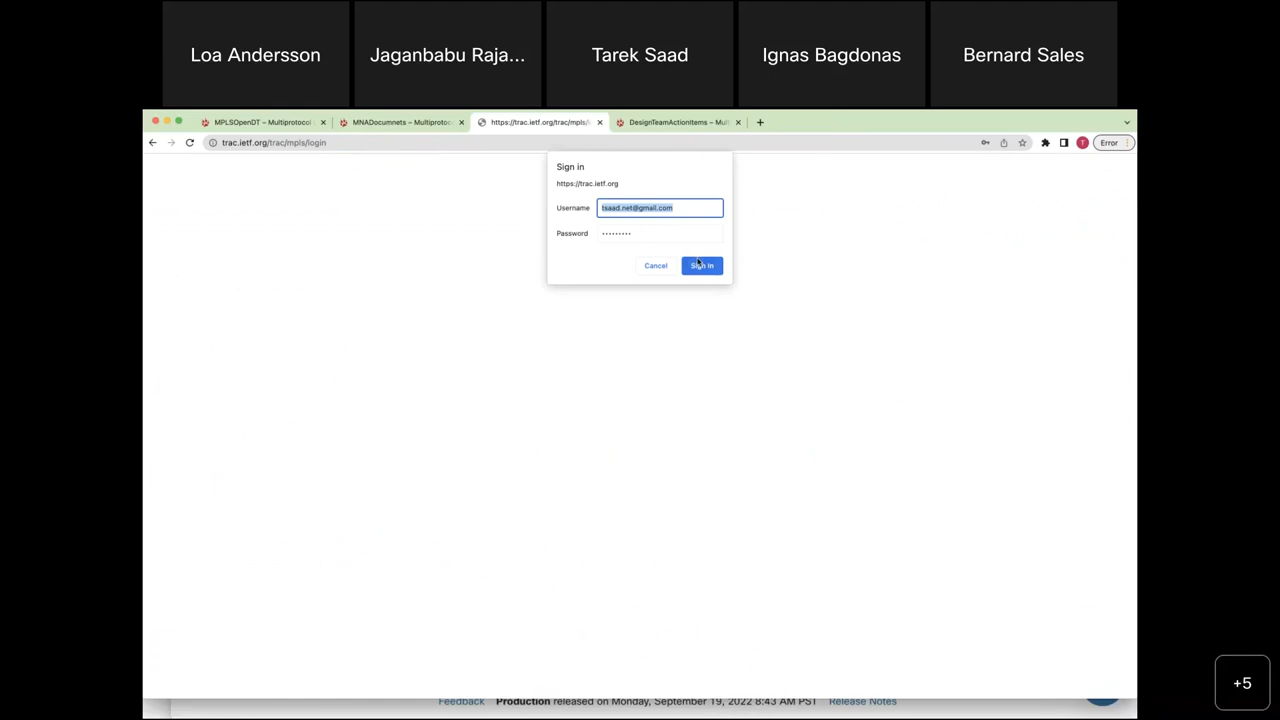 Loa Andersson
Jaganbabu Raja...
Tarek Saad
Ignas Bagdonas
Bernard Sales
MPLSOpenDT – Multiprotocol
MNADocumnets – Multiprotoc
https://trac.ietf.org/trac/mpls/
DesignTeamActionItems – Mul
trac.ietf.org/trac/mpls/login
T
Error
Sign in
https://trac.ietf.org
Username
tsaad.net@gmail.com
Password
•••••••••
Cancel
Sign in
Feedback
Production released on Monday, September 19, 2022 8:43 AM PST
Release Notes
+5